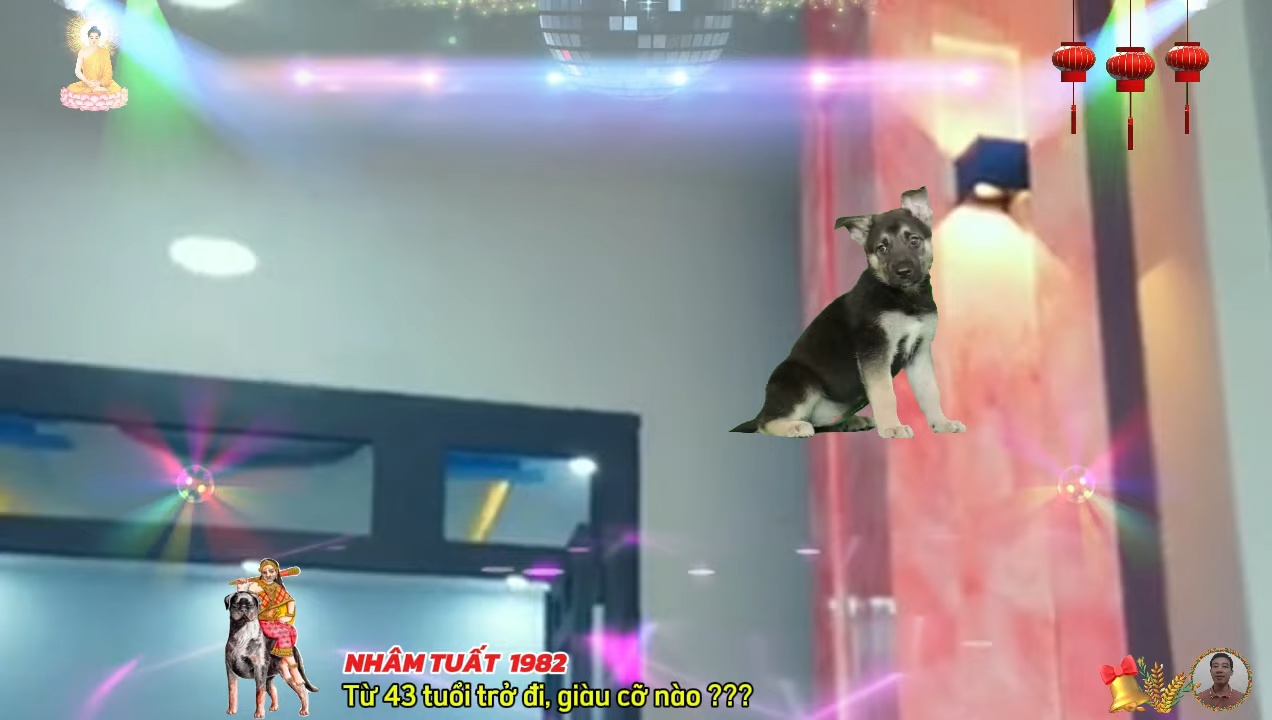 NHÂM TUẤT 1982
Từ 43 tuổi trở đi, giàu cỡ nào ???